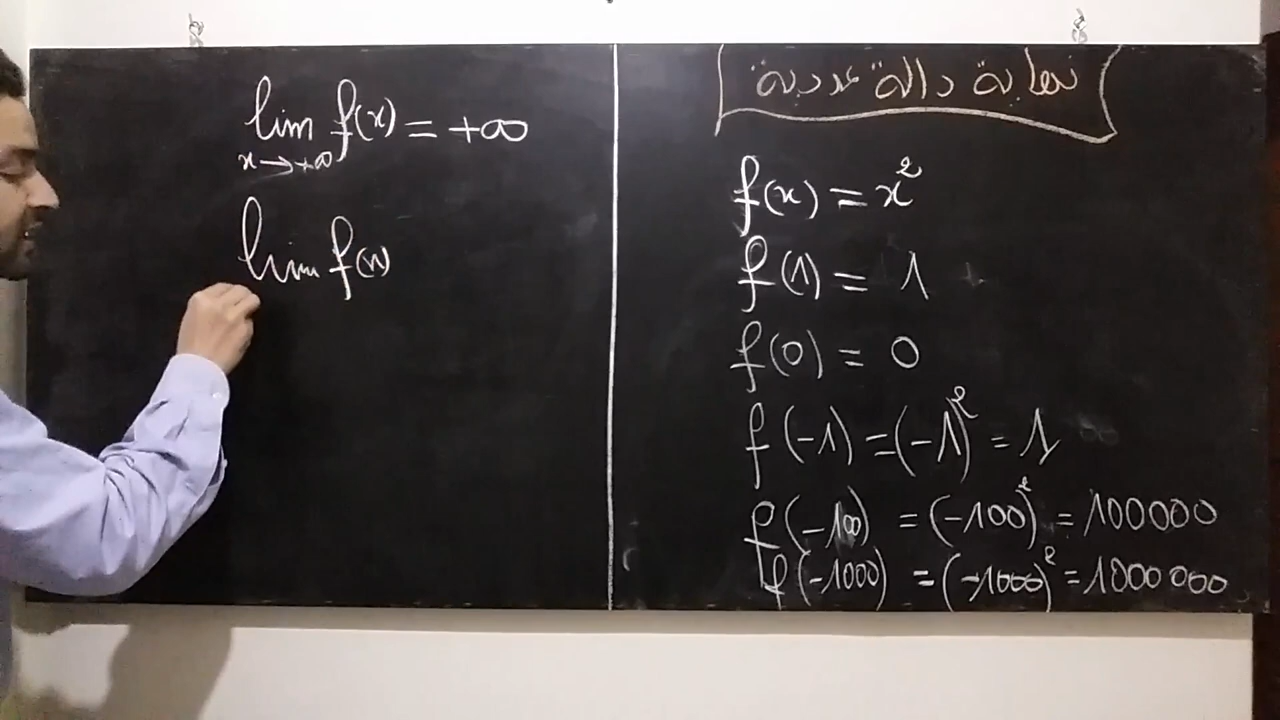 نهاية دالة عددية
f(x) = x²
f(1) = 1
f(0) = 0
f(-1) = (-1)² = 1
f(-100) = (-100)² = 100000
f(-1000) = (-1000)² = 1000000
lim f(x) = +∞
x→+∞
lim f(x)